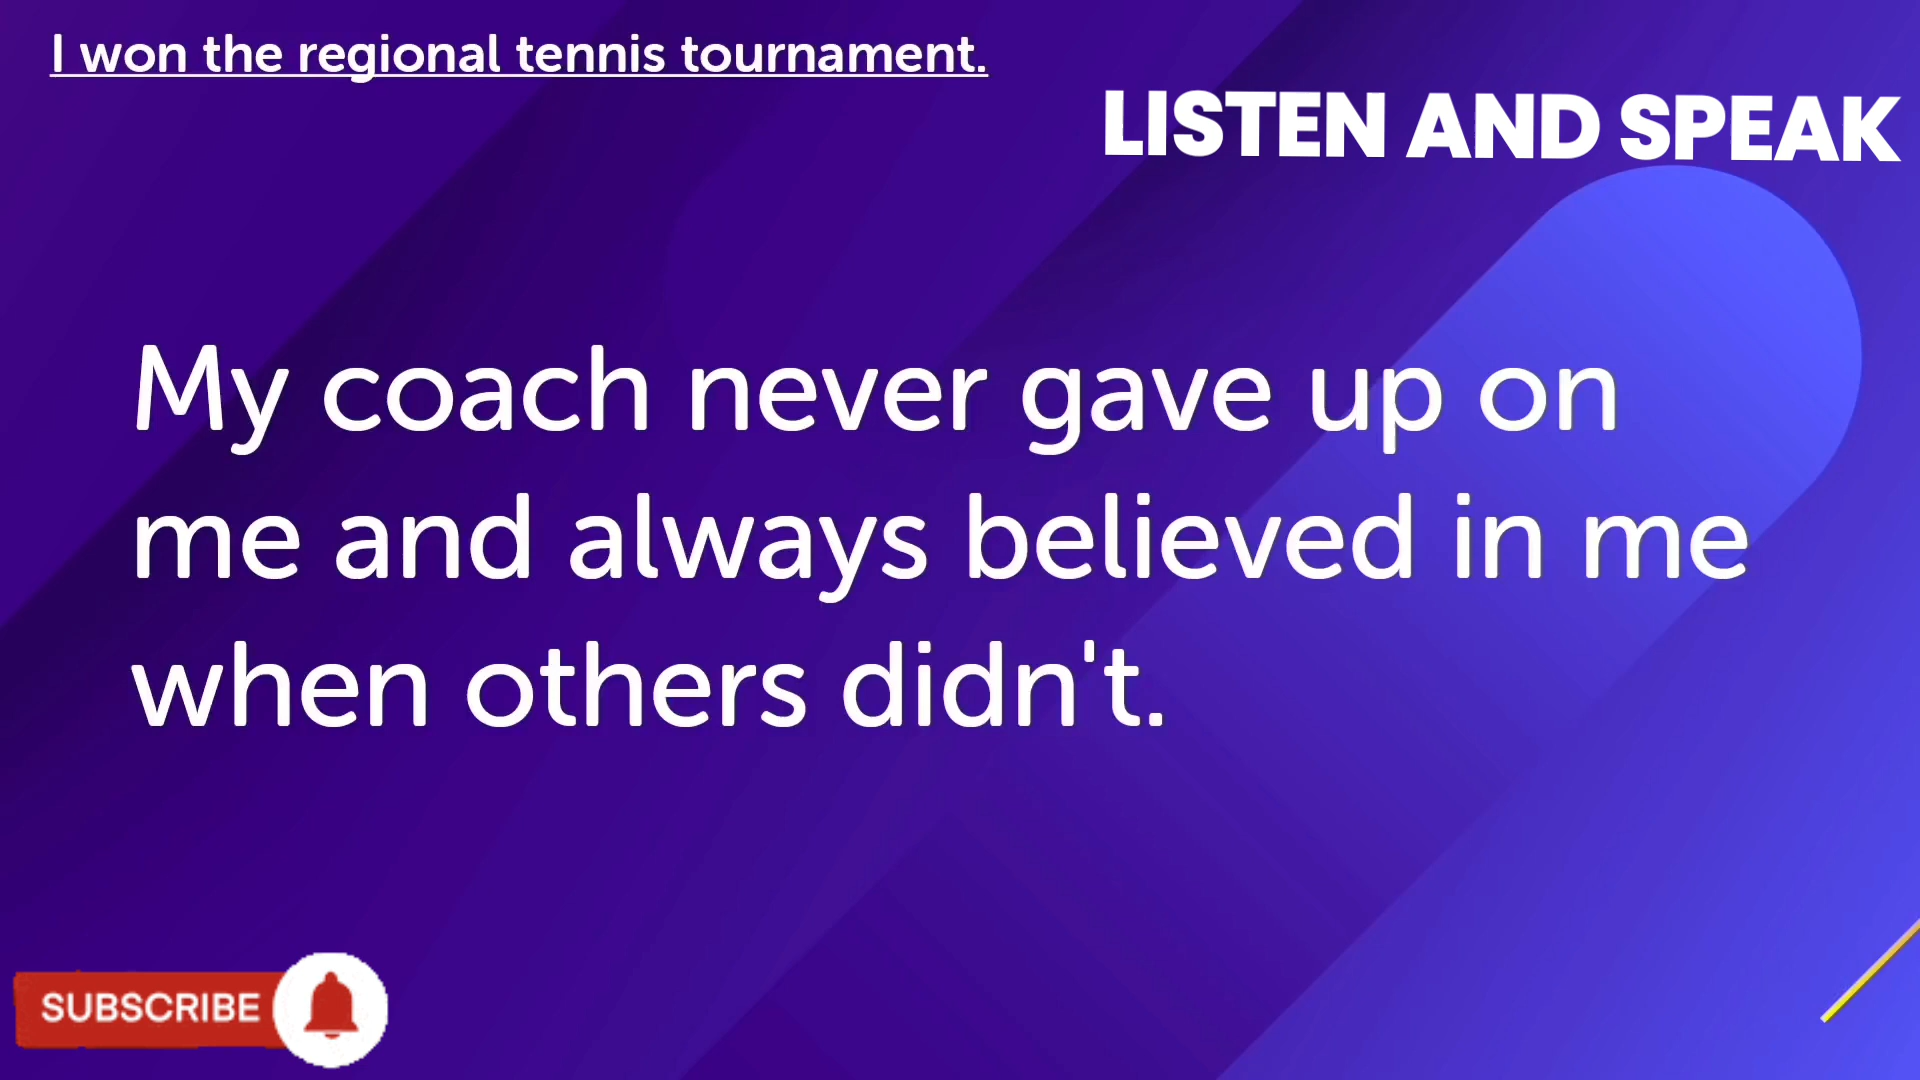 I won the regional tennis tournament.
LISTEN AND SPEAK
My coach never gave up on
me and always believed in me
when others didn't.
SUBSCRIBE